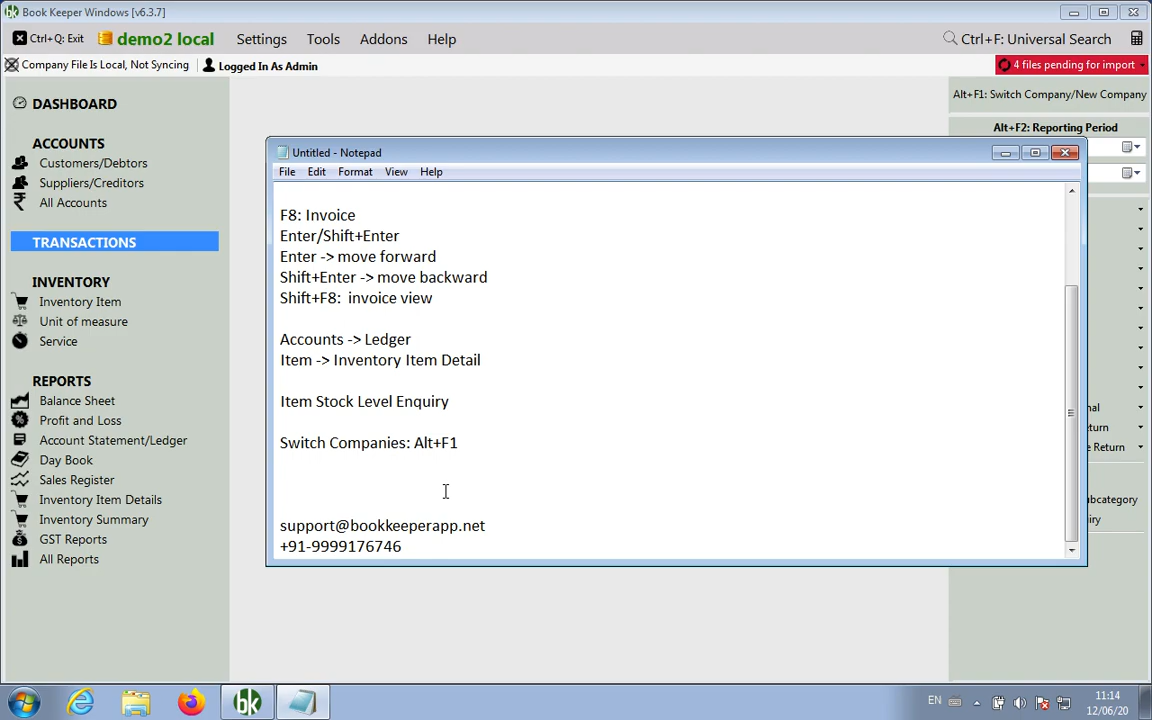 Book Keeper Windows [v6.3.7]
Ctrl+Q: Exit
demo2 local
Settings
Tools
Addons
Help
Ctrl+F: Universal Search
Company File Is Local, Not Syncing
Logged In As Admin
4 files pending for import
DASHBOARD
ACCOUNTS
Customers/Debtors
Suppliers/Creditors
All Accounts
TRANSACTIONS
INVENTORY
Inventory Item
Unit of measure
Service
REPORTS
Balance Sheet
Profit and Loss
Account Statement/Ledger
Day Book
Sales Register
Inventory Item Details
Inventory Summary
GST Reports
All Reports
Untitled - Notepad
File Edit Format View Help
F8: Invoice
Enter/Shift+Enter
Enter -> move forward
Shift+Enter -> move backward
Shift+F8: invoice view
Accounts -> Ledger
Item -> Inventory Item Detail
Item Stock Level Enquiry
Switch Companies: Alt+F1
support@bookkeeperapp.net
+91-9999176746
Alt+F1: Switch Company/New Company
Alt+F2: Reporting Period
Return
EN
11:14
12/06/20